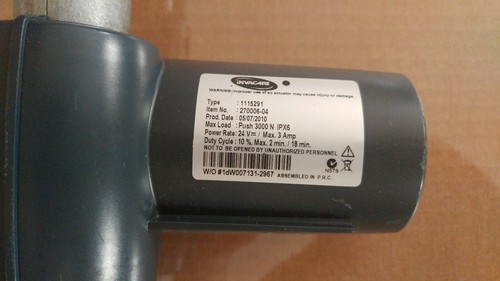 INVACARE
WARNING: Improper use of an actuator may cause injury or damage.
Type : 1115291
Item : 270006-04
Prod. Date : 05/07/2010
Max Load : Push 3000 N IPX6
Power Rate : 24 Vm / Max. 3 Amp
Duty Cycle : 10 %, Max. 2 min. / 18 min.
NOT TO BE OPENED BY UNAUTHORIZED PERSONNEL
N576
W/O #1dW007131-2967 ASSEMBLED IN P.R.C.